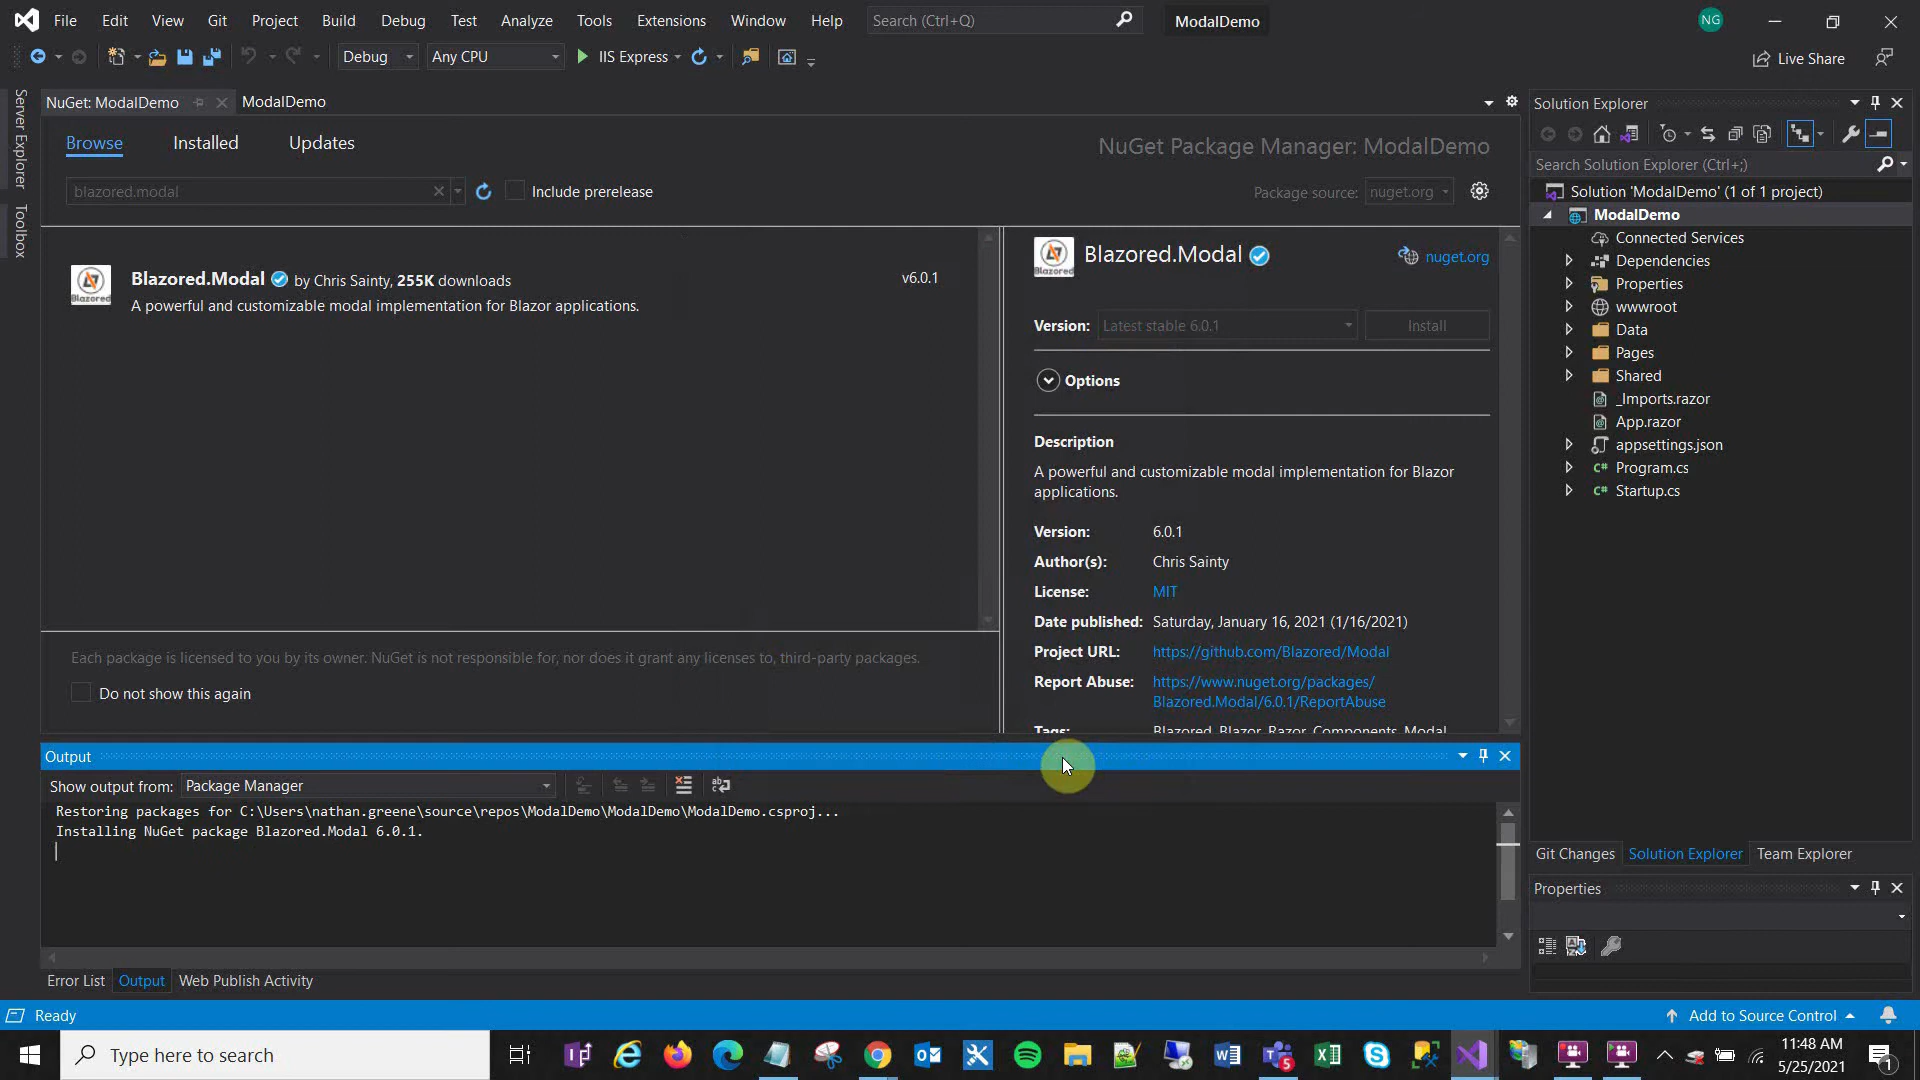 File Edit View Git Project Build Debug Test Analyze Tools Extensions Window Help Search (Ctrl+Q) ModalDemo NG
Debug Any CPU IIS Express Live Share
Server Explorer
Toolbox
NuGet: ModalDemo ModalDemo
Browse Installed Updates NuGet Package Manager: ModalDemo
blazored.modal Include prerelease Package source: nuget.org
Blazored.Modal by Chris Sainty, 255K downloads v6.0.1
A powerful and customizable modal implementation for Blazor applications.
Each package is licensed to you by its owner. NuGet is not responsible for, nor does it grant any licenses to, third-party packages.
Do not show this again
Blazored.Modal nuget.org
Version: Latest stable 6.0.1 Install
Options
Description
A powerful and customizable modal implementation for Blazor
applications.
Version: 6.0.1
Author(s): Chris Sainty
License: MIT
Date published: Saturday, January 16, 2021 (1/16/2021)
Project URL: https://github.com/Blazored/Modal
Report Abuse: https://www.nuget.org/packages/
Blazored.Modal/6.0.1/ReportAbuse
Tags: Blazored, Blazor, Razor, Components, Modal
Output
Show output from: Package Manager
Restoring packages for C:\Users\nathan.greene\source\repos\ModalDemo\ModalDemo\ModalDemo.csproj...
Installing NuGet package Blazored.Modal 6.0.1.
Error List Output Web Publish Activity
Solution Explorer
Search Solution Explorer (Ctrl+;)
Solution 'ModalDemo' (1 of 1 project)
ModalDemo
Connected Services
Dependencies
Properties
wwwroot
Data
Pages
Shared
_Imports.razor
App.razor
appsettings.json
C# Program.cs
C# Startup.cs
Git Changes Solution Explorer Team Explorer
Properties
Ready Add to Source Control
Type here to search
11:48 AM
5/25/2021
1